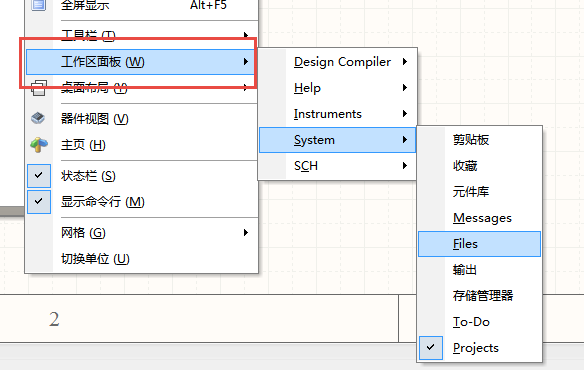 全屏显示 Alt+F5
工具栏 (T)
工作区面板 (W)
桌面布局 (Y)
器件视图 (V)
主页 (H)
状态栏 (S)
显示命令行 (M)
网格 (G)
切换单位 (U)
Design Compiler
Help
Instruments
System
SCH
剪贴板
收藏
元件库
Messages
Files
输出
存储管理器
To-Do
Projects
2